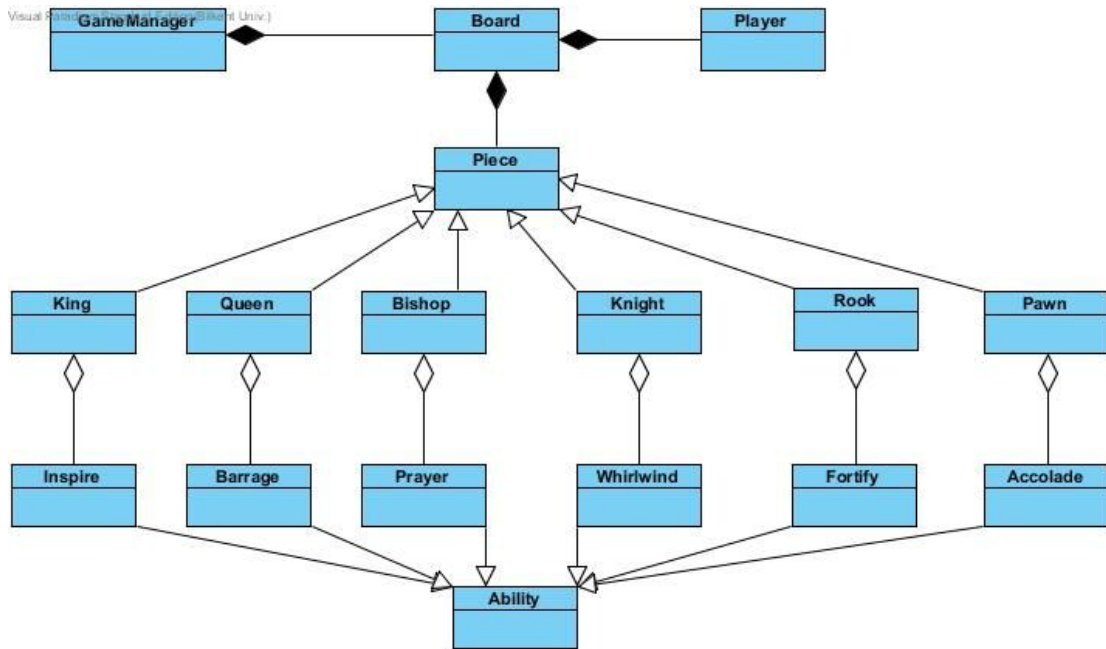 GameManager
Board
Player
Piece
King
Queen
Bishop
Knight
Rook
Pawn
Inspire
Barrage
Prayer
Whirlwind
Fortify
Accolade
Ability